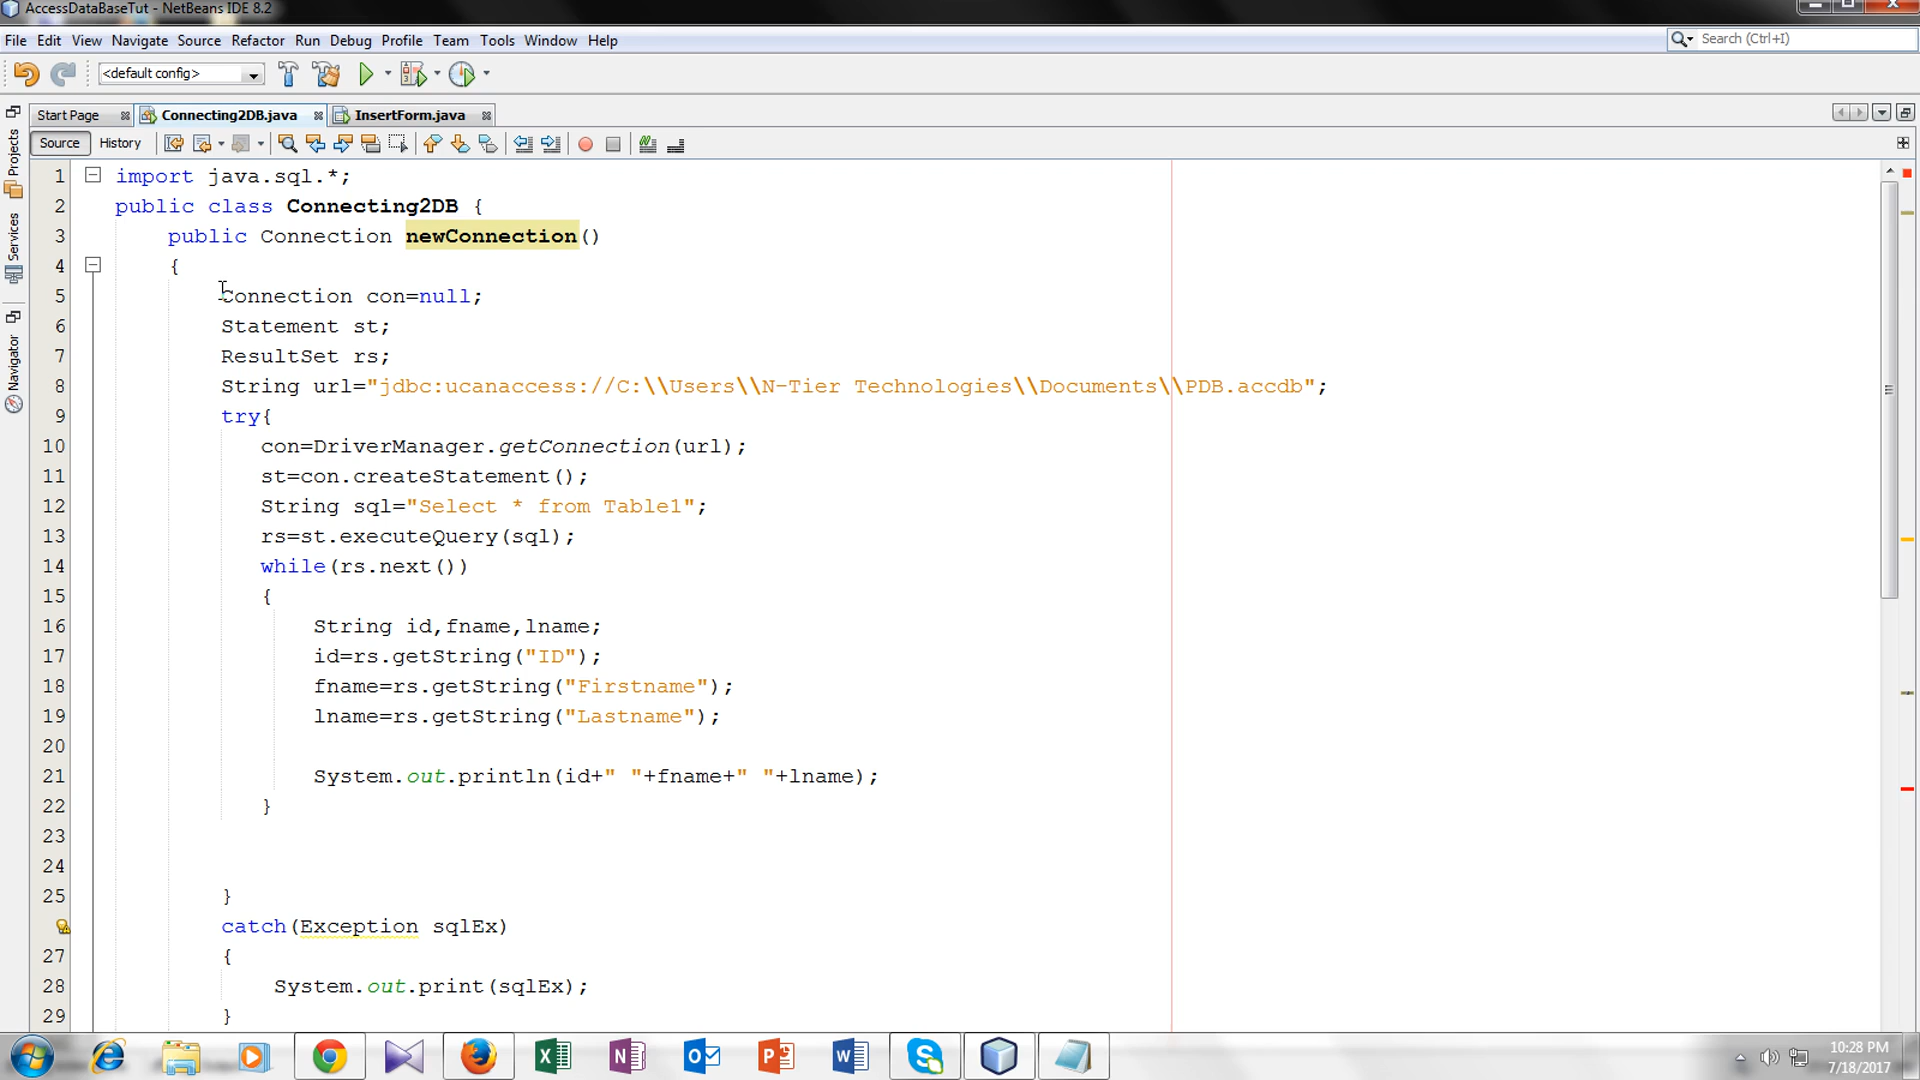 AccessDataBaseTut - NetBeans IDE 8.2
File Edit View Navigate Source Refactor Run Debug Profile Team Tools Window Help
Search (Ctrl+I)
<default config>
Start Page Connecting2DB.java InsertForm.java
Source History
Projects
Services
Navigator
1 import java.sql.*;
2 public class Connecting2DB {
3 public Connection newConnection()
4 {
5 Connection con=null;
6 Statement st;
7 ResultSet rs;
8 String url="jdbc:ucanaccess://C:\\Users\\N-Tier Technologies\\Documents\\PDB.accdb";
9 try{
10 con=DriverManager.getConnection(url);
11 st=con.createStatement();
12 String sql="Select * from Table1";
13 rs=st.executeQuery(sql);
14 while(rs.next())
15 {
16 String id,fname,lname;
17 id=rs.getString("ID");
18 fname=rs.getString("Firstname");
19 lname=rs.getString("Lastname");
20
21 System.out.println(id+" "+fname+" "+lname);
22 }
23
24
25 }
catch(Exception sqlEx)
27 {
28 System.out.print(sqlEx);
29 }
10:28 PM
7/18/2017